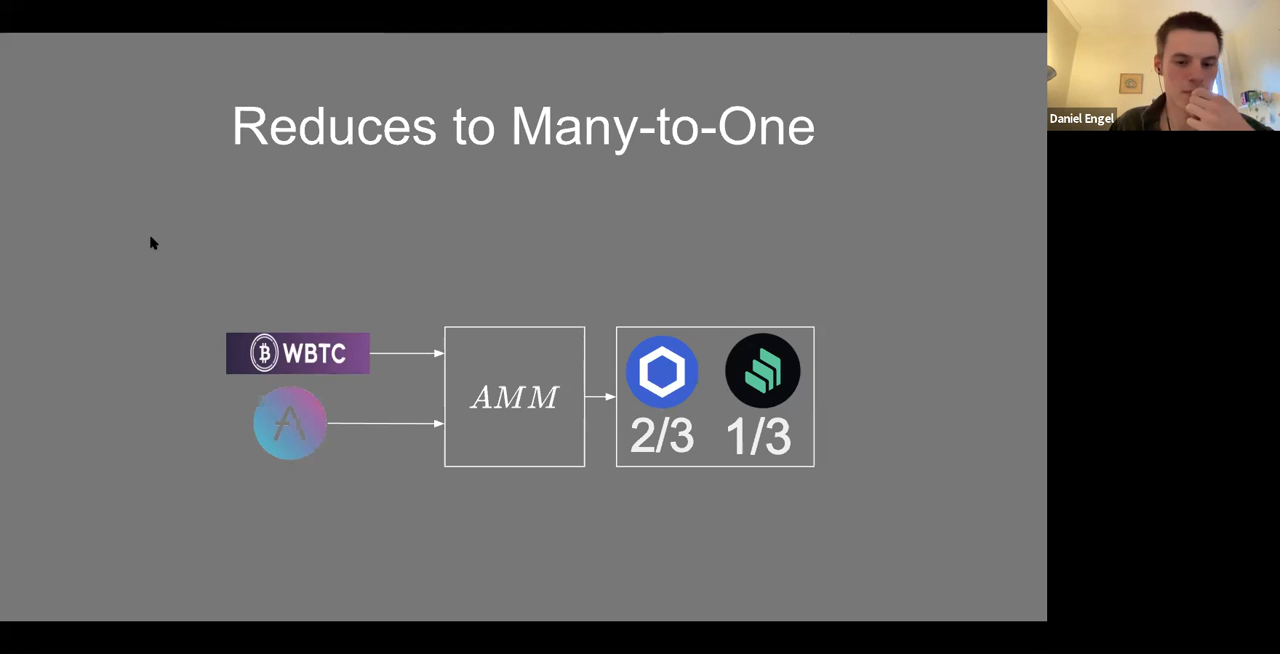 Reduces to Many-to-One
Daniel Engel
WBTC
AMM
2/3 1/3